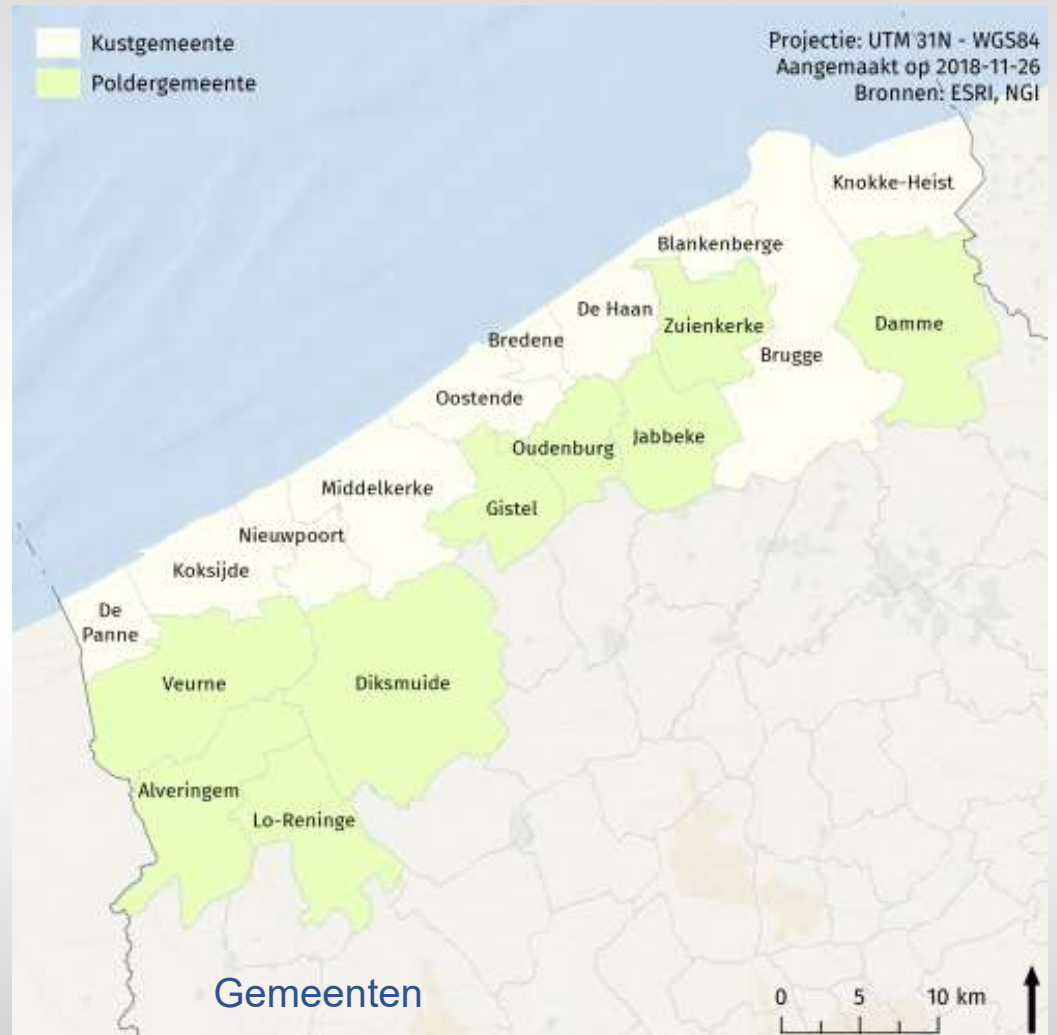 Kustgemeente
Poldergemeente
Projectie: UTM 31N - WGS84
Aangemaakt op 2018-11-26
Bronnen: ESRI, NGI
Knokke-Heist
Blankenberge
De Haan
Zuienkerke
Damme
Bredene
Brugge
Oostende
Oudenburg
Jabbeke
Middelkerke
Gistel
Nieuwpoort
Koksijde
De
Panne
Veurne
Diksmuide
Alveringem
Lo-Reninge
Gemeenten
0 5 10 km